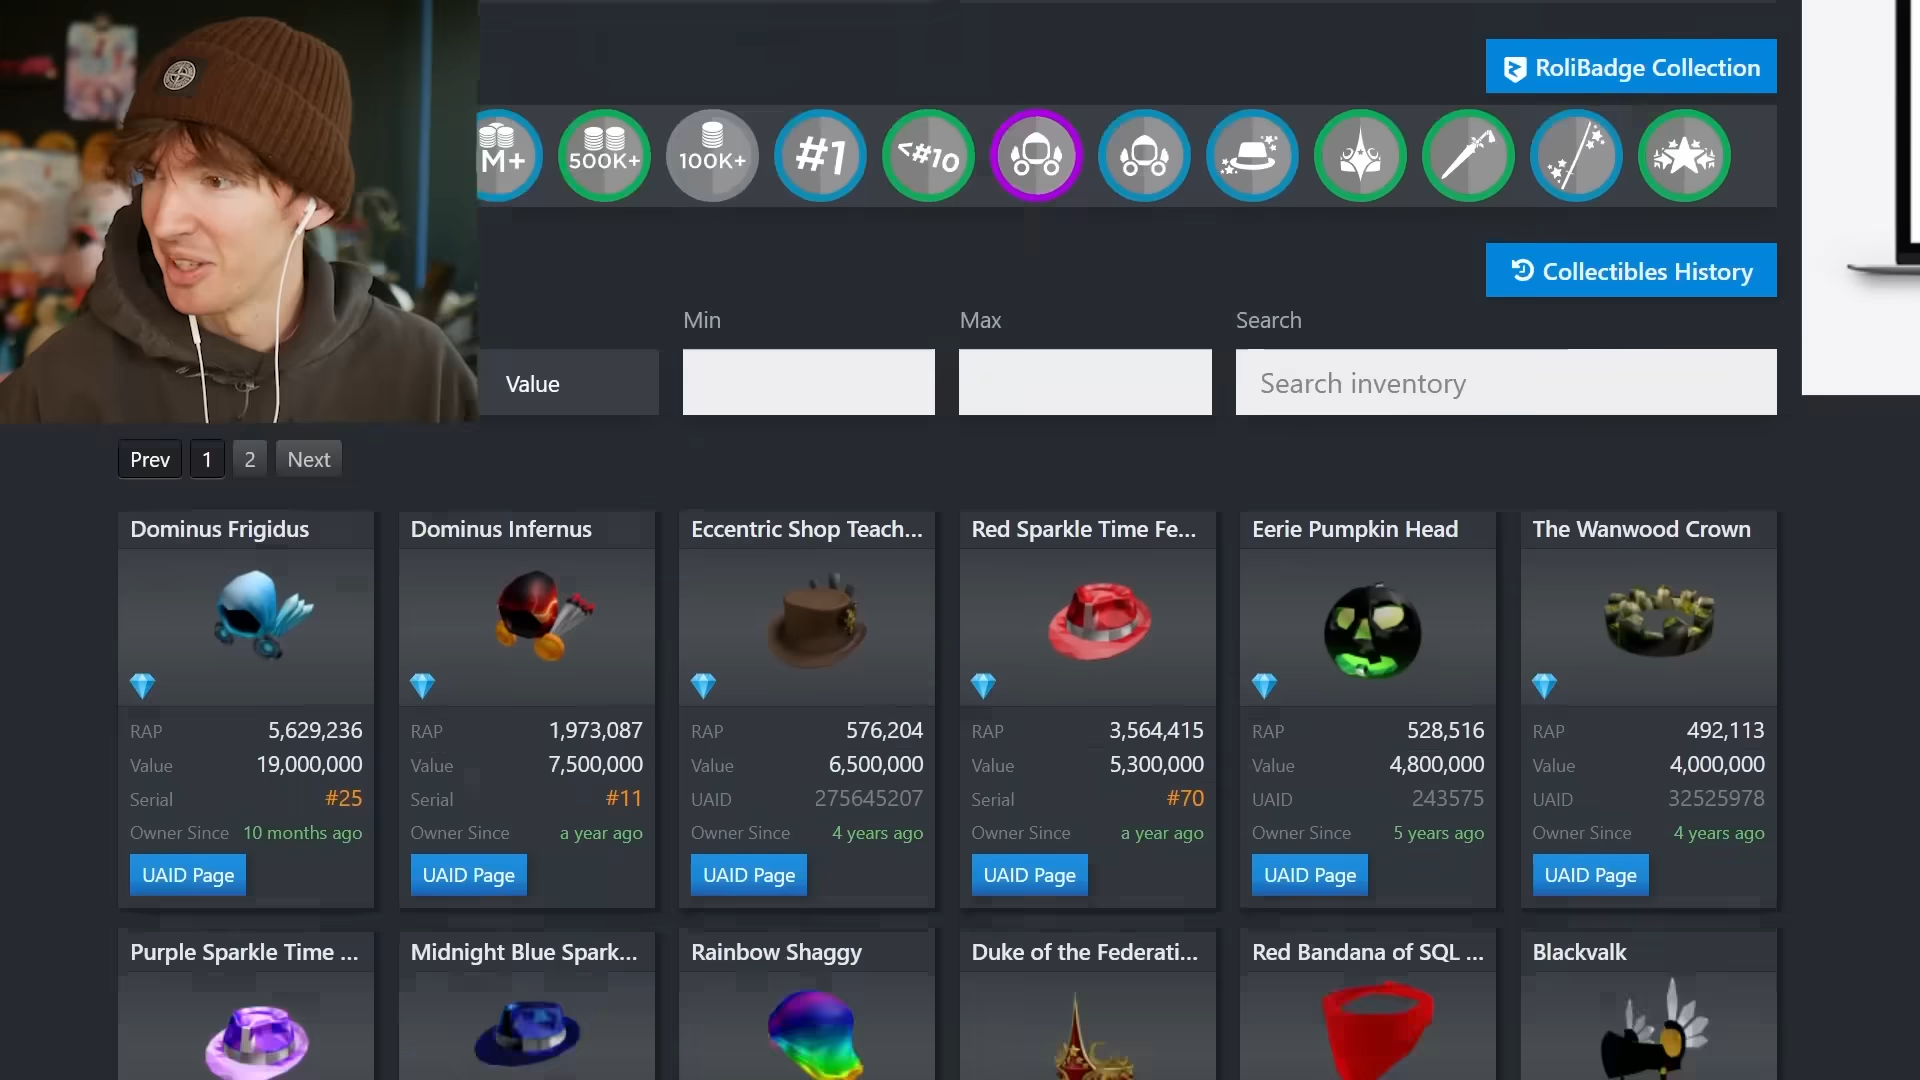 RoliBadge Collection
M+
500K+
100K+
#1
<#10
Collectibles History
Min
Max
Search
Value
Search inventory
Prev
1
2
Next
Dominus Frigidus
Dominus Infernus
Eccentric Shop Teach...
Red Sparkle Time Fe...
Eerie Pumpkin Head
The Wanwood Crown
RAP 5,629,236
RAP 1,973,087
RAP 576,204
RAP 3,564,415
RAP 528,516
RAP 492,113
Value 19,000,000
Value 7,500,000
Value 6,500,000
Value 5,300,000
Value 4,800,000
Value 4,000,000
Serial #25
Serial #11
UAID 275645207
Serial #70
UAID 243575
UAID 32525978
Owner Since 10 months ago
Owner Since a year ago
Owner Since 4 years ago
Owner Since a year ago
Owner Since 5 years ago
Owner Since 4 years ago
UAID Page
UAID Page
UAID Page
UAID Page
UAID Page
UAID Page
Purple Sparkle Time ...
Midnight Blue Spark...
Rainbow Shaggy
Duke of the Federati...
Red Bandana of SQL ...
Blackvalk